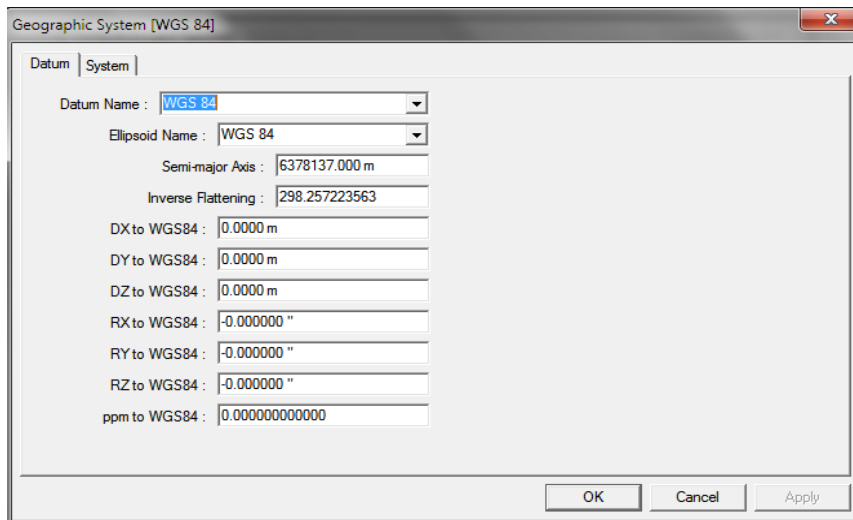 Geographic System [WGS 84]
Datum System
Datum Name : WGS 84
Ellipsoid Name : WGS 84
Semi-major Axis : 6378137.000 m
Inverse Flattening : 298.257223563
DX to WGS84 : 0.0000 m
DY to WGS84 : 0.0000 m
DZ to WGS84 : 0.0000 m
RX to WGS84 : -0.000000 "
RY to WGS84 : -0.000000 "
RZ to WGS84 : -0.000000 "
ppm to WGS84 : 0.000000000000
OK Cancel Apply